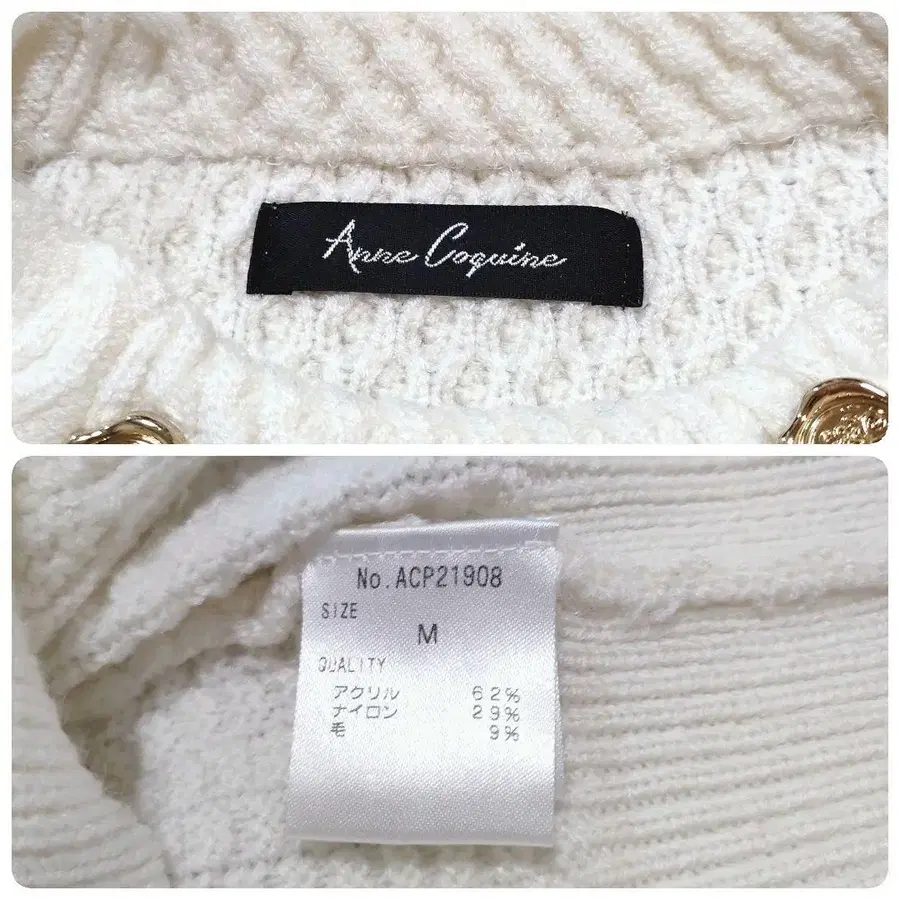 Anne Coquine
No.ACP21908
SIZE
M
QUALITY
アクリル 62%
ナイロン 29%
毛 9%